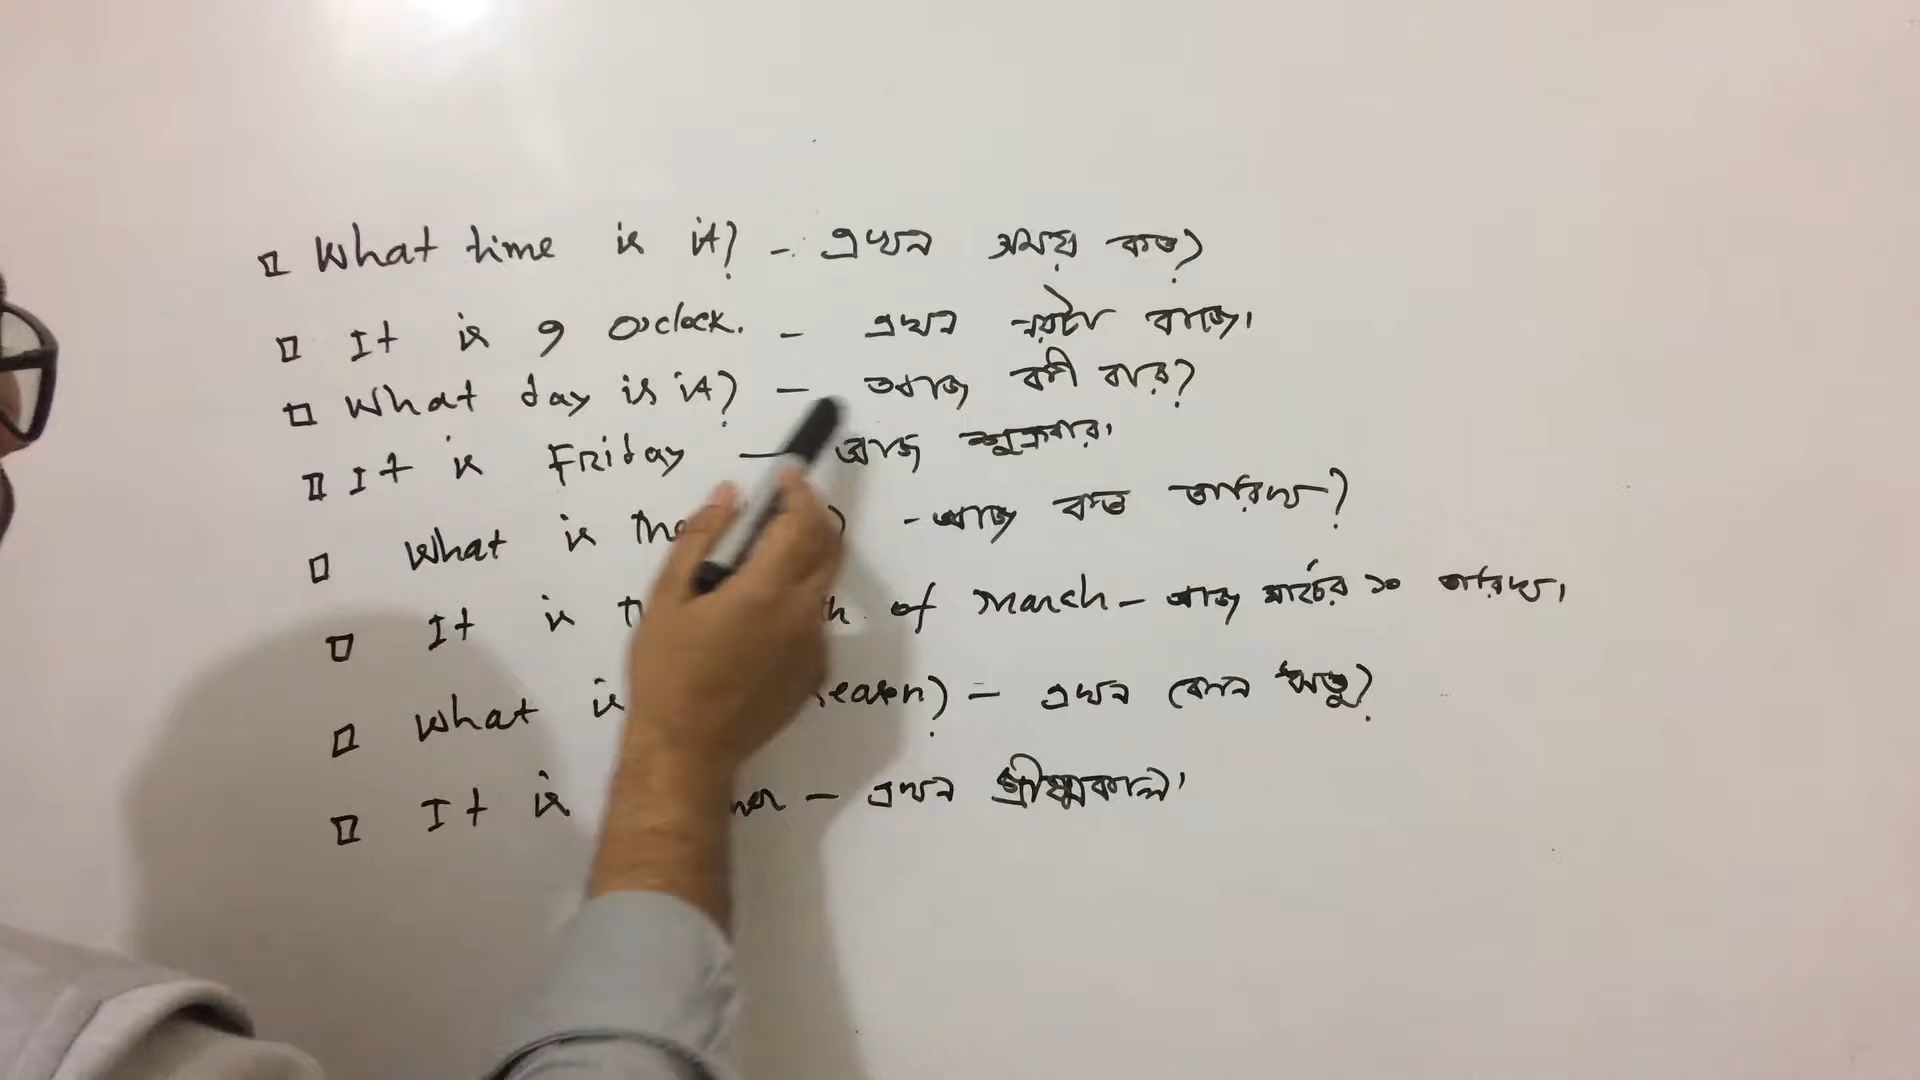 What time is it? - এখন সময় কত?
It is 9 O'clock. - এখন নয়টা বাজে।
What day is it? - আজ কী বার?
It is Friday - আজ শুক্রবার।
What is the - আজ কত তারিখ?
It is of March - আজ মার্চের ১০ তারিখ।
What is - এখন কোন ঋতু?
It is - এখন গ্রীষ্মকাল।